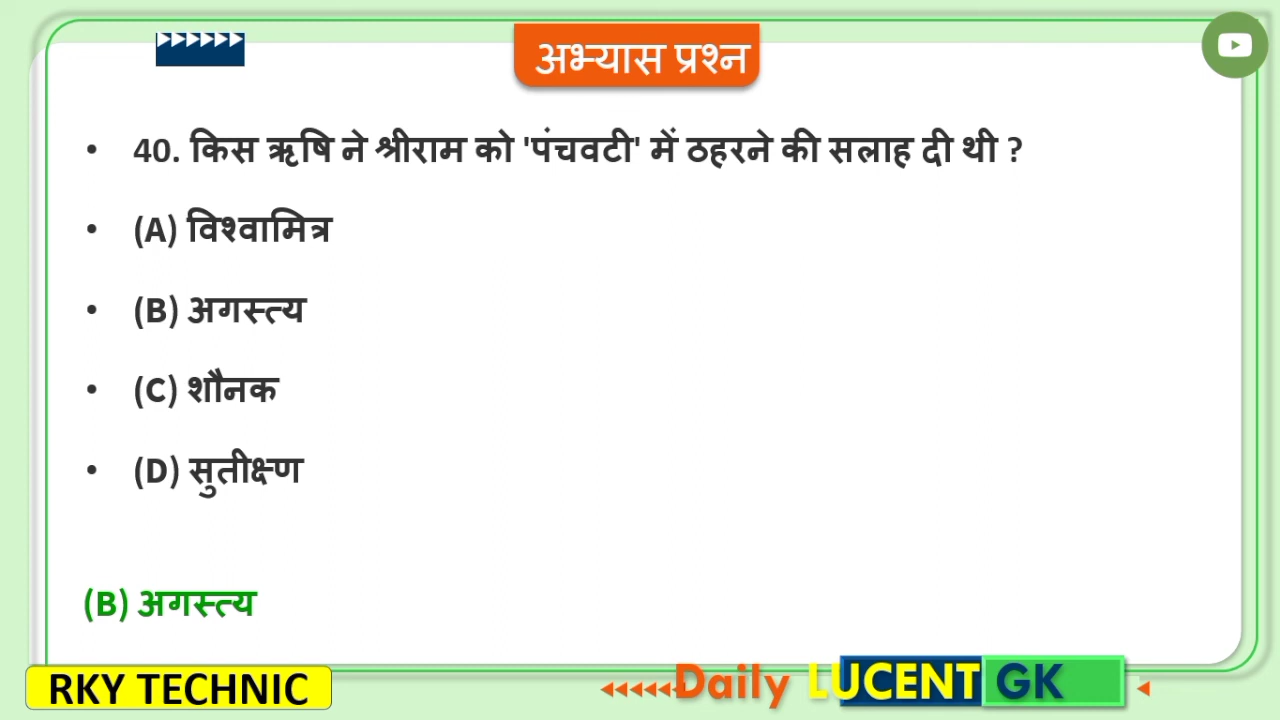 अभ्यास प्रश्न
• 40. किस ऋषि ने श्रीराम को 'पंचवटी' में ठहरने की सलाह दी थी ?
• (A) विश्वामित्र
• (B) अगस्त्य
• (C) शौनक
• (D) सुतीक्ष्ण
(B) अगस्त्य
RKY TECHNIC
Daily LUCENT GK